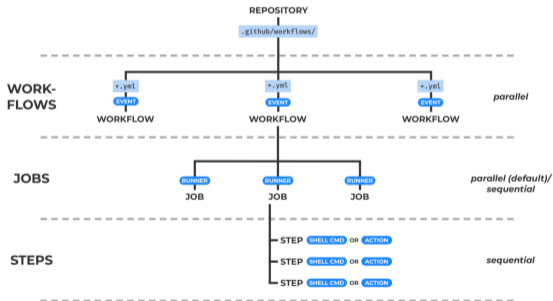 REPOSITORY
.github/workflows/
WORK-
FLOWS
*.yml *.yml *.yml
EVENT EVENT EVENT
WORKFLOW WORKFLOW WORKFLOW
parallel
JOBS
RUNNER RUNNER RUNNER
JOB JOB JOB
parallel (default)/
sequential
STEPS
STEP SHELL CMD OR ACTION
STEP SHELL CMD OR ACTION
STEP SHELL CMD OR ACTION
sequential